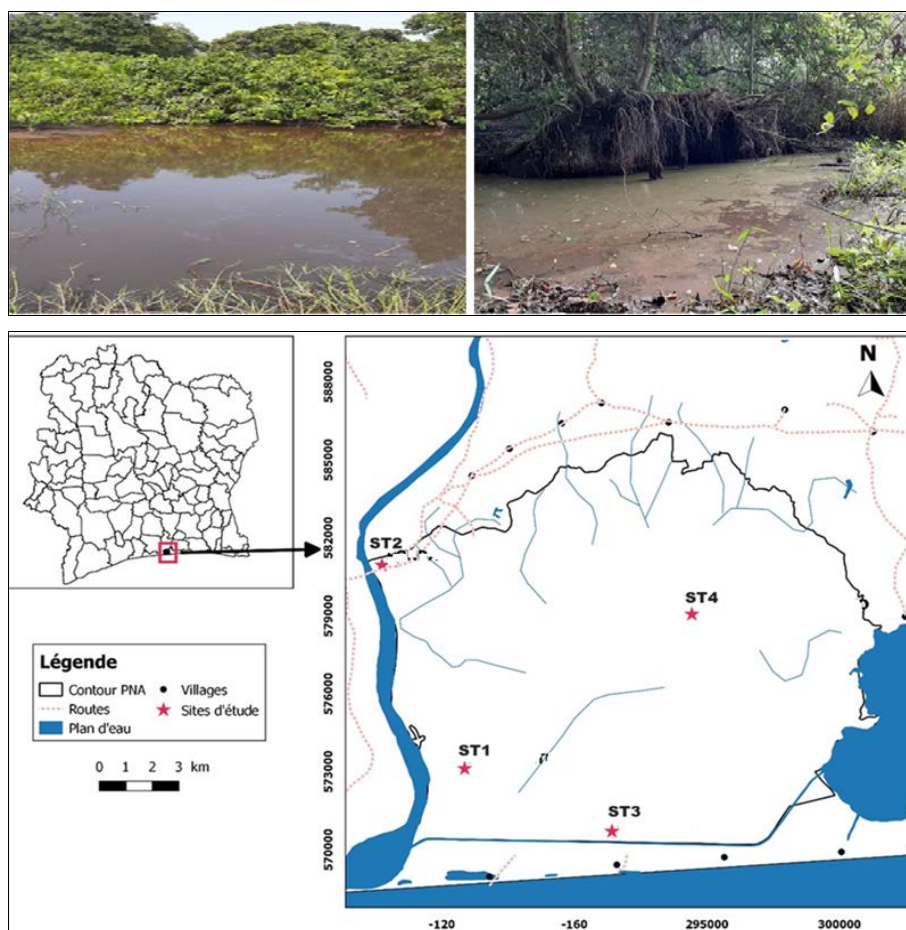 N
588000
585000
582000
579000
576000
573000
570000
ST2
ST4
ST1
ST3
Légende
Contour PNA
Villages
Routes
Sites d'étude
Plan d'eau
0 1 2 3 km
-120 -160 295000 300000